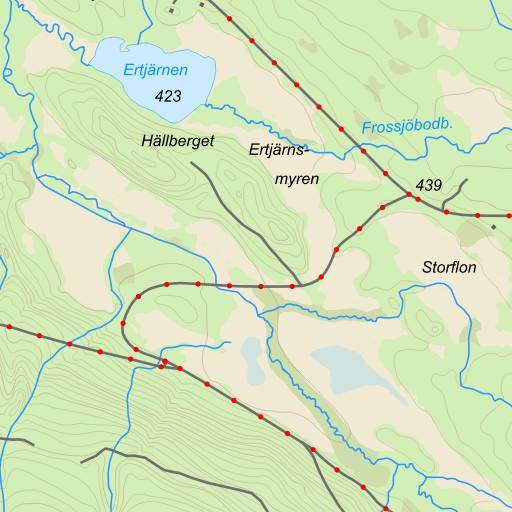 Ertjärnen
423
Frossjöbodb.
Hällberget
Ertjärns-
myren
439
Storflon